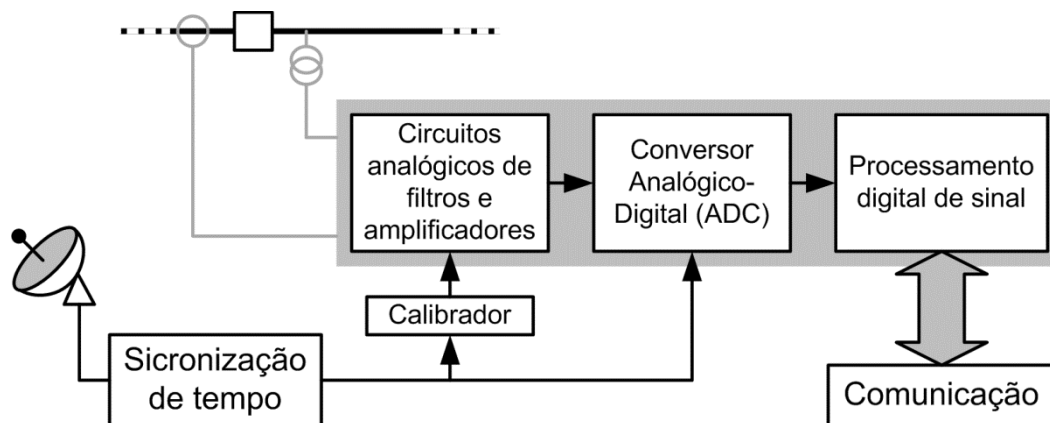 Circuitos
analógicos de
filtros e
amplificadores
Conversor
Analógico-
Digital (ADC)
Processamento
digital de sinal
Calibrador
Sicronização
de tempo
Comunicação